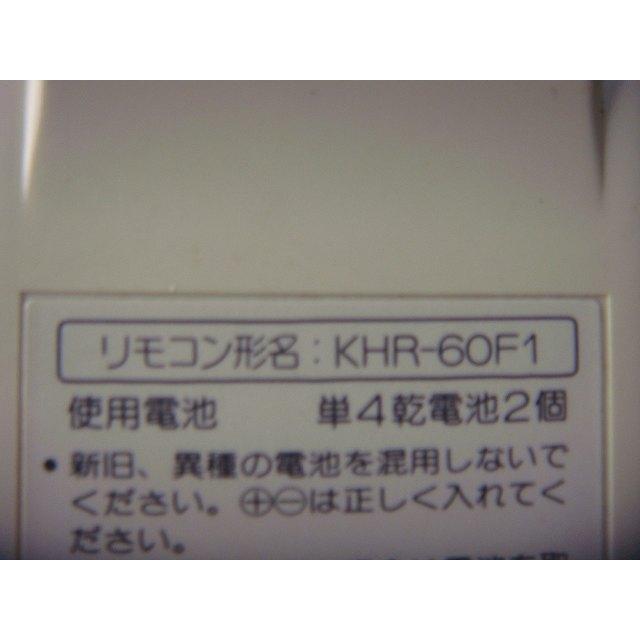 リモコン形名：KHR-60F1
使用電池 単4乾電池2個
• 新旧、異種の電池を混用しないで
ください。⊕⊖は正しく入れてく
ださい。